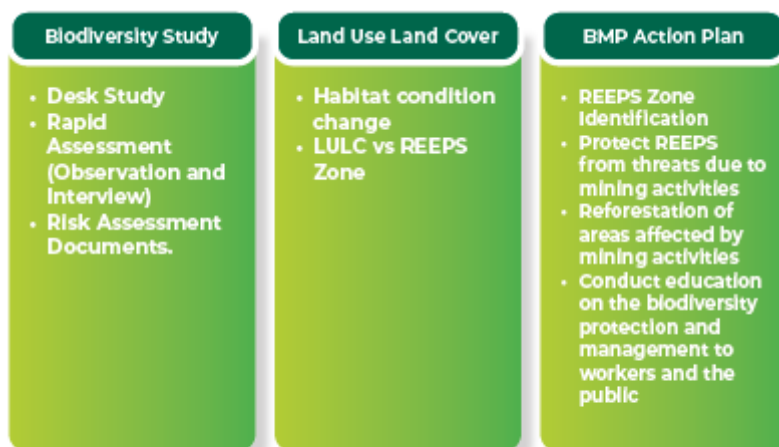 Biodiversity Study
• Desk Study
• Rapid
Assessment
(Observation and
Interview)
• Risk Assessment
Documents.
Land Use Land Cover
• Habitat condition
change
• LULC vs REEPS
Zone
BMP Action Plan
• REEPS Zone
Identification
• Protect REEPS
from threats due to
mining activities
• Reforestation of
areas affected by
mining activities
• Conduct education
on the biodiversity
protection and
management to
workers and the
public